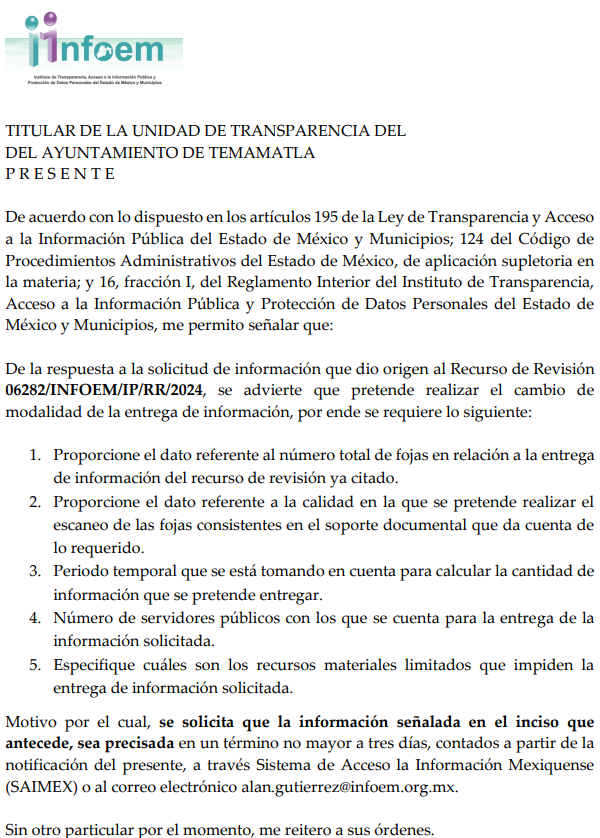 infoem
Instituto de Transparencia, Acceso a la Información Pública y
Protección de Datos Personales del Estado de México y Municipios
TITULAR DE LA UNIDAD DE TRANSPARENCIA DEL
DEL AYUNTAMIENTO DE TEMAMATLA
P R E S E N T E
De acuerdo con lo dispuesto en los artículos 195 de la Ley de Transparencia y Acceso
a la Información Pública del Estado de México y Municipios; 124 del Código de
Procedimientos Administrativos del Estado de México, de aplicación supletoria en
la materia; y 16, fracción I, del Reglamento Interior del Instituto de Transparencia,
Acceso a la Información Pública y Protección de Datos Personales del Estado de
México y Municipios, me permito señalar que:
De la respuesta a la solicitud de información que dio origen al Recurso de Revisión
06282/INFOEM/IP/RR/2024, se advierte que pretende realizar el cambio de
modalidad de la entrega de información, por ende se requiere lo siguiente:
1. Proporcione el dato referente al número total de fojas en relación a la entrega
de información del recurso de revisión ya citado.
2. Proporcione el dato referente a la calidad en la que se pretende realizar el
escaneo de las fojas consistentes en el soporte documental que da cuenta de
lo requerido.
3. Periodo temporal que se está tomando en cuenta para calcular la cantidad de
información que se pretende entregar.
4. Número de servidores públicos con los que se cuenta para la entrega de la
información solicitada.
5. Especifique cuáles son los recursos materiales limitados que impiden la
entrega de información solicitada.
Motivo por el cual, se solicita que la información señalada en el inciso que
antecede, sea precisada en un término no mayor a tres días, contados a partir de la
notificación del presente, a través Sistema de Acceso la Información Mexiquense
(SAIMEX) o al correo electrónico alan.gutierrez@infoem.org.mx.
Sin otro particular por el momento, me reitero a sus órdenes.